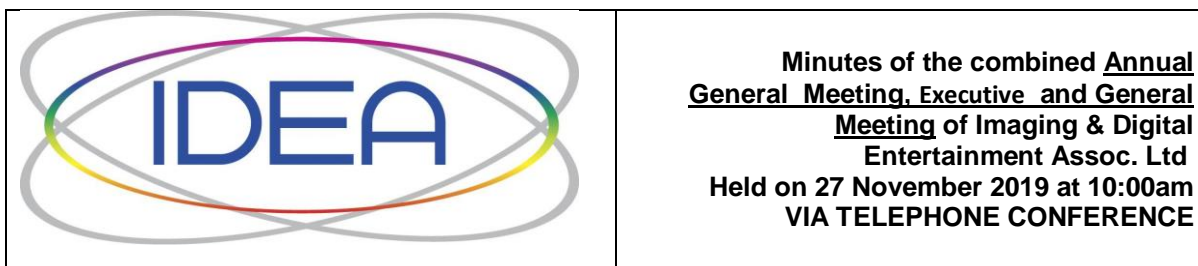 IDEA
Minutes of the combined Annual
General Meeting, Executive and General
Meeting of Imaging & Digital
Entertainment Assoc. Ltd
Held on 27 November 2019 at 10:00am
VIA TELEPHONE CONFERENCE